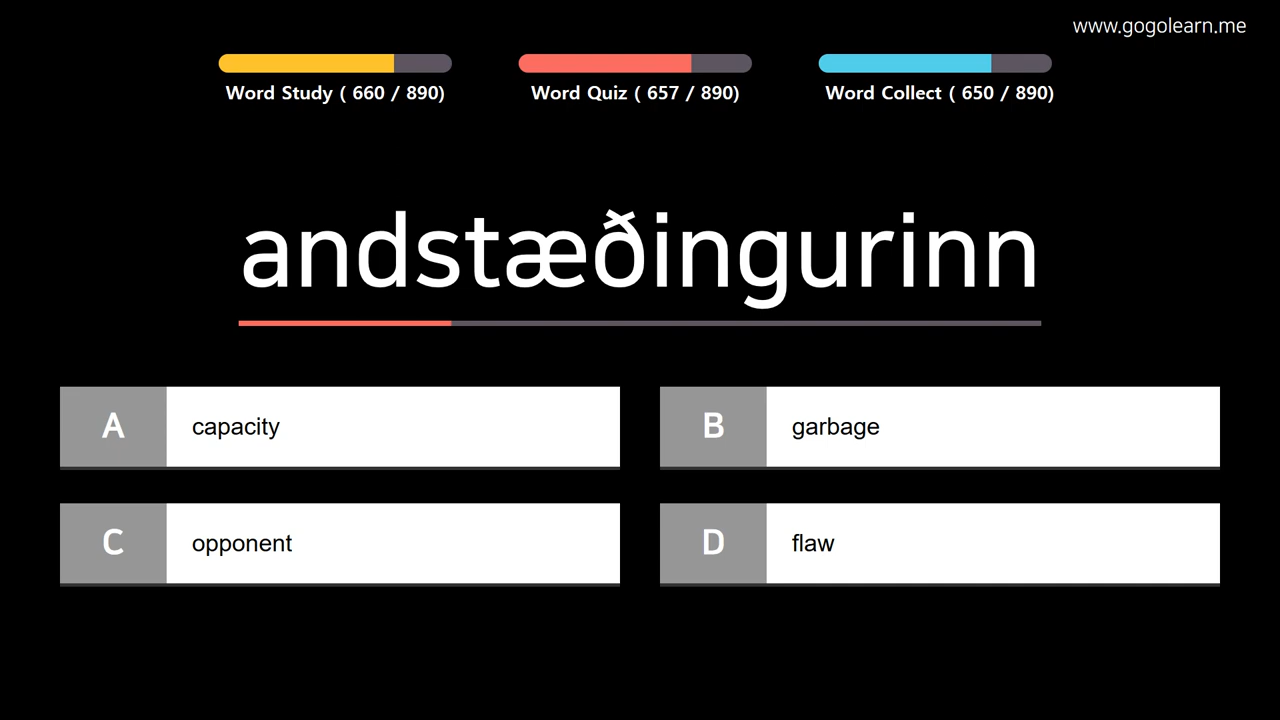 www.gogolearn.me
Word Study ( 660 / 890)
Word Quiz ( 657 / 890)
Word Collect ( 650 / 890)
andstæðingurinn
A
capacity
B
garbage
C
opponent
D
flaw